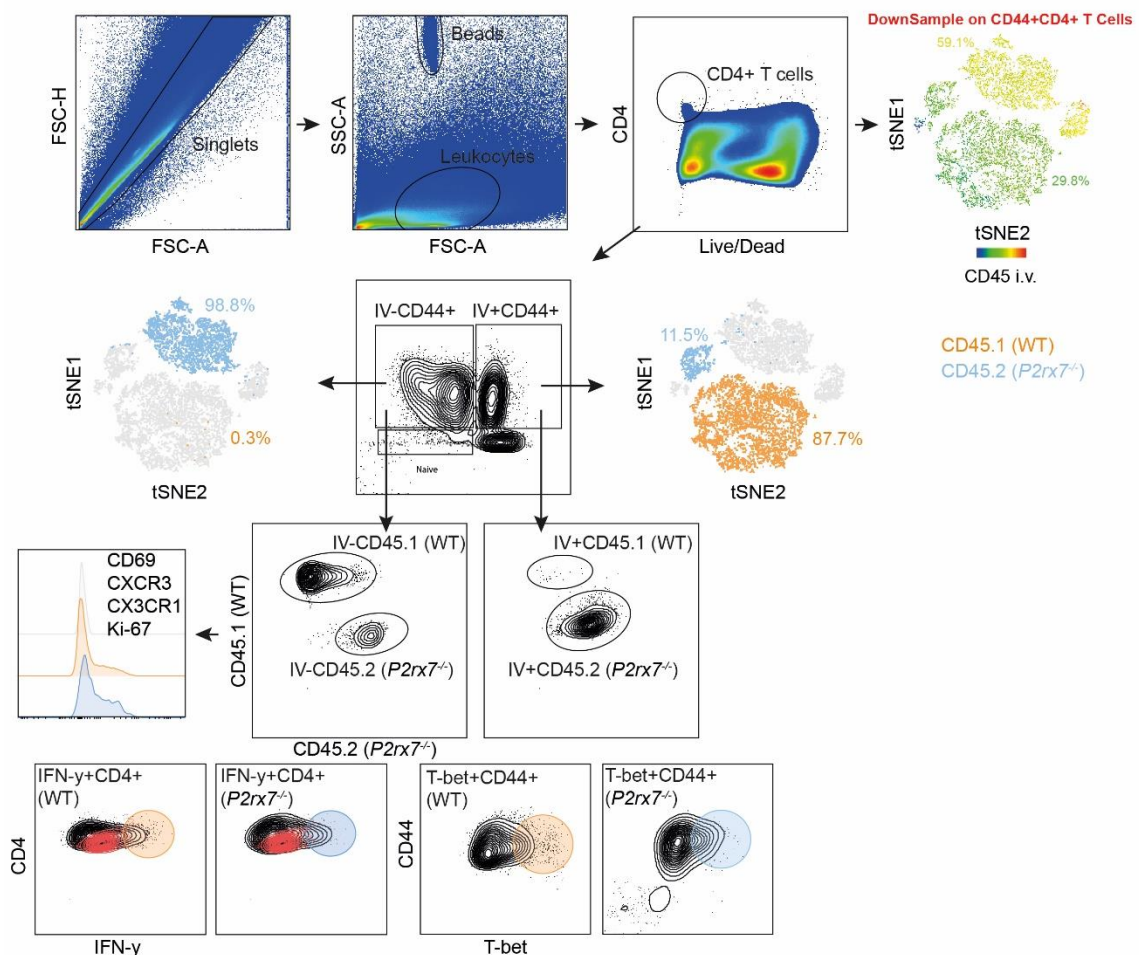 DownSample on CD44+CD4+ T Cells
FSC-H
Singlets
FSC-A
SSC-A
Beads
Leukocytes
FSC-A
CD4
CD4+ T cells
Live/Dead
tSNE1
59.1%
29.8%
tSNE2
CD45 i.v.
tSNE1
98.8%
0.3%
tSNE2
IV-CD44+
IV+CD44+
Naive
tSNE1
11.5%
87.7%
tSNE2
CD45.1 (WT)
CD45.2 (P2rx7-/-)
CD69
CXCR3
CX3CR1
Ki-67
CD45.1 (WT)
IV-CD45.1 (WT)
IV-CD45.2 (P2rx7-/-)
CD45.2 (P2rx7-/-)
IV+CD45.1 (WT)
IV+CD45.2 (P2rx7-/-)
CD4
IFN-y+CD4+
(WT)
IFN-y
IFN-y+CD4+
(P2rx7-/-)
CD44
T-bet+CD44+
(WT)
T-bet
T-bet+CD44+
(P2rx7-/-)